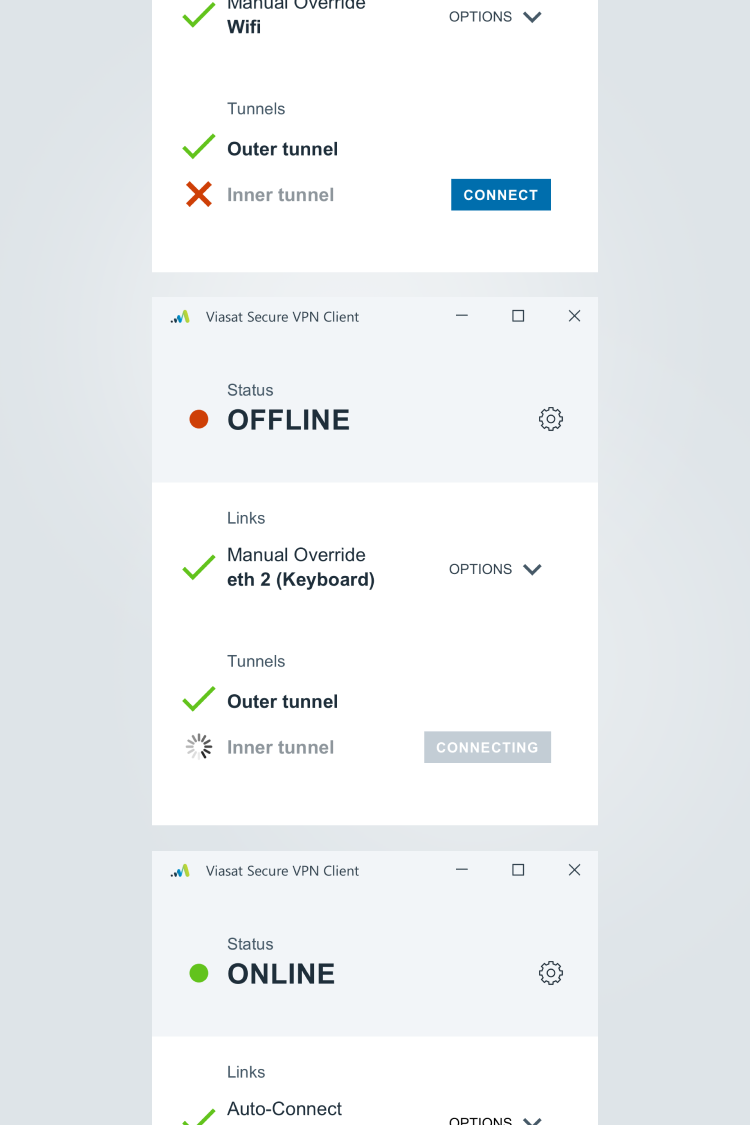 Manual Override
Wifi
OPTIONS
Tunnels
Outer tunnel
Inner tunnel
CONNECT
Viasat Secure VPN Client
Status
OFFLINE
Links
Manual Override
eth 2 (Keyboard)
OPTIONS
Tunnels
Outer tunnel
Inner tunnel
CONNECTING
Viasat Secure VPN Client
Status
ONLINE
Links
Auto-Connect
OPTIONS